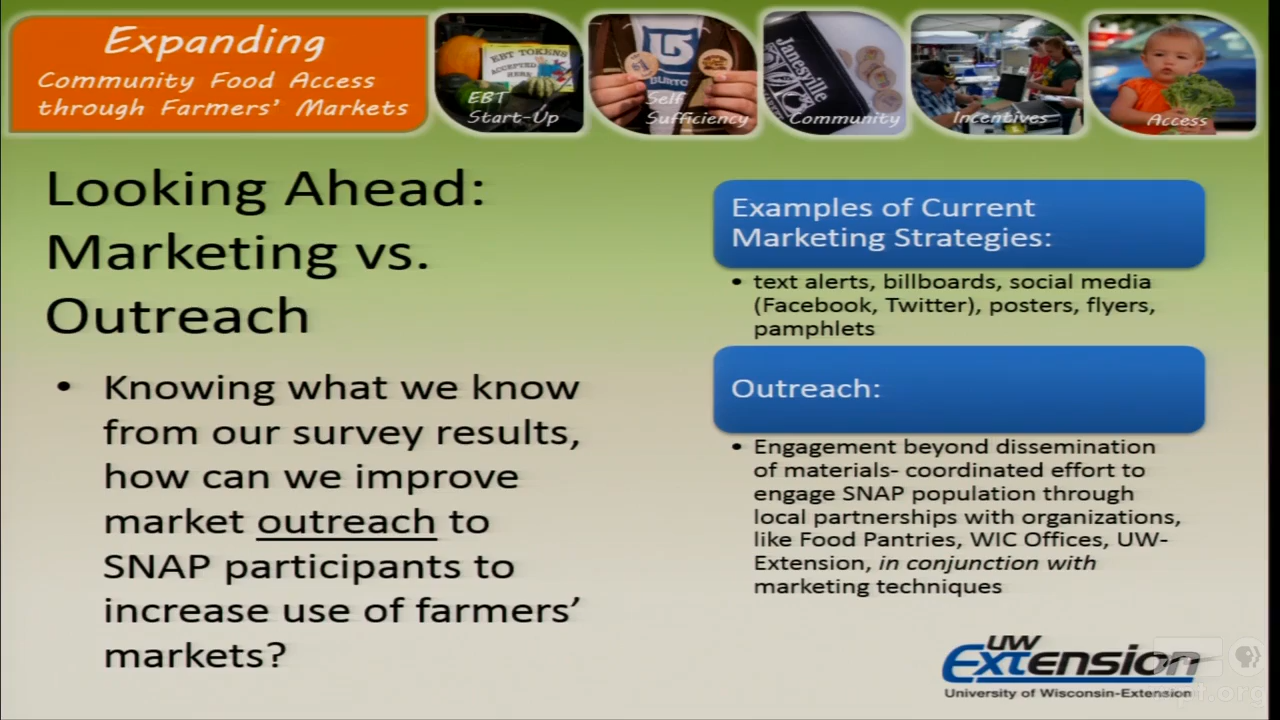 Expanding
Community Food Access
through Farmers' Markets
EBT TOKENS
ACCEPTED
HERE
EBT
Start-Up
BURTO
Self
Sufficiency
Janesville
Community
Incentives
Access
Looking Ahead:
Marketing vs.
Outreach
• Knowing what we know
from our survey results,
how can we improve
market outreach to
SNAP participants to
increase use of farmers'
markets?
Examples of Current
Marketing Strategies:
• text alerts, billboards, social media
(Facebook, Twitter), posters, flyers,
pamphlets
Outreach:
• Engagement beyond dissemination
of materials- coordinated effort to
engage SNAP population through
local partnerships with organizations,
like Food Pantries, WIC Offices, UW-
Extension, in conjunction with
marketing techniques
UW
Extension
University of Wisconsin-Extension